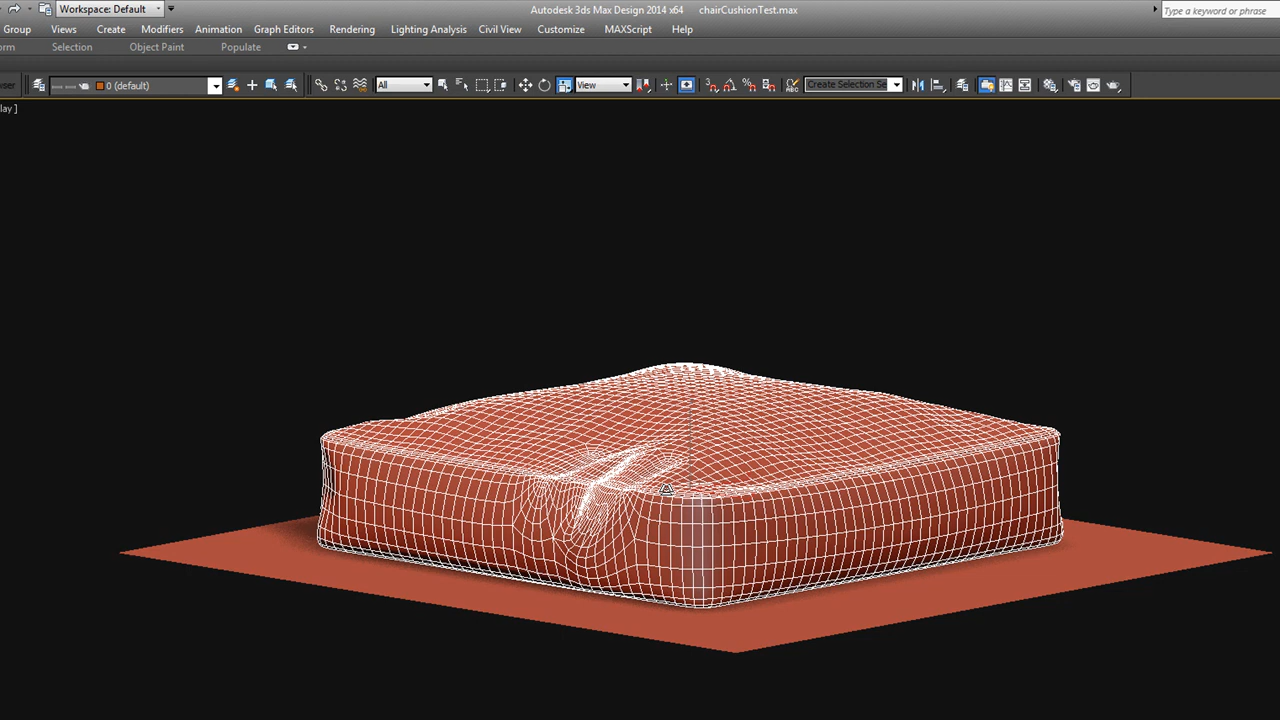 Workspace: Default
Autodesk 3ds Max Design 2014 x64 chairCushionTest.max
Type a keyword or phrase
Group Views Create Modifiers Animation Graph Editors Rendering Lighting Analysis Civil View Customize MAXScript Help
Selection Object Paint Populate
0 (default) All View Create Selection Se
lay ]